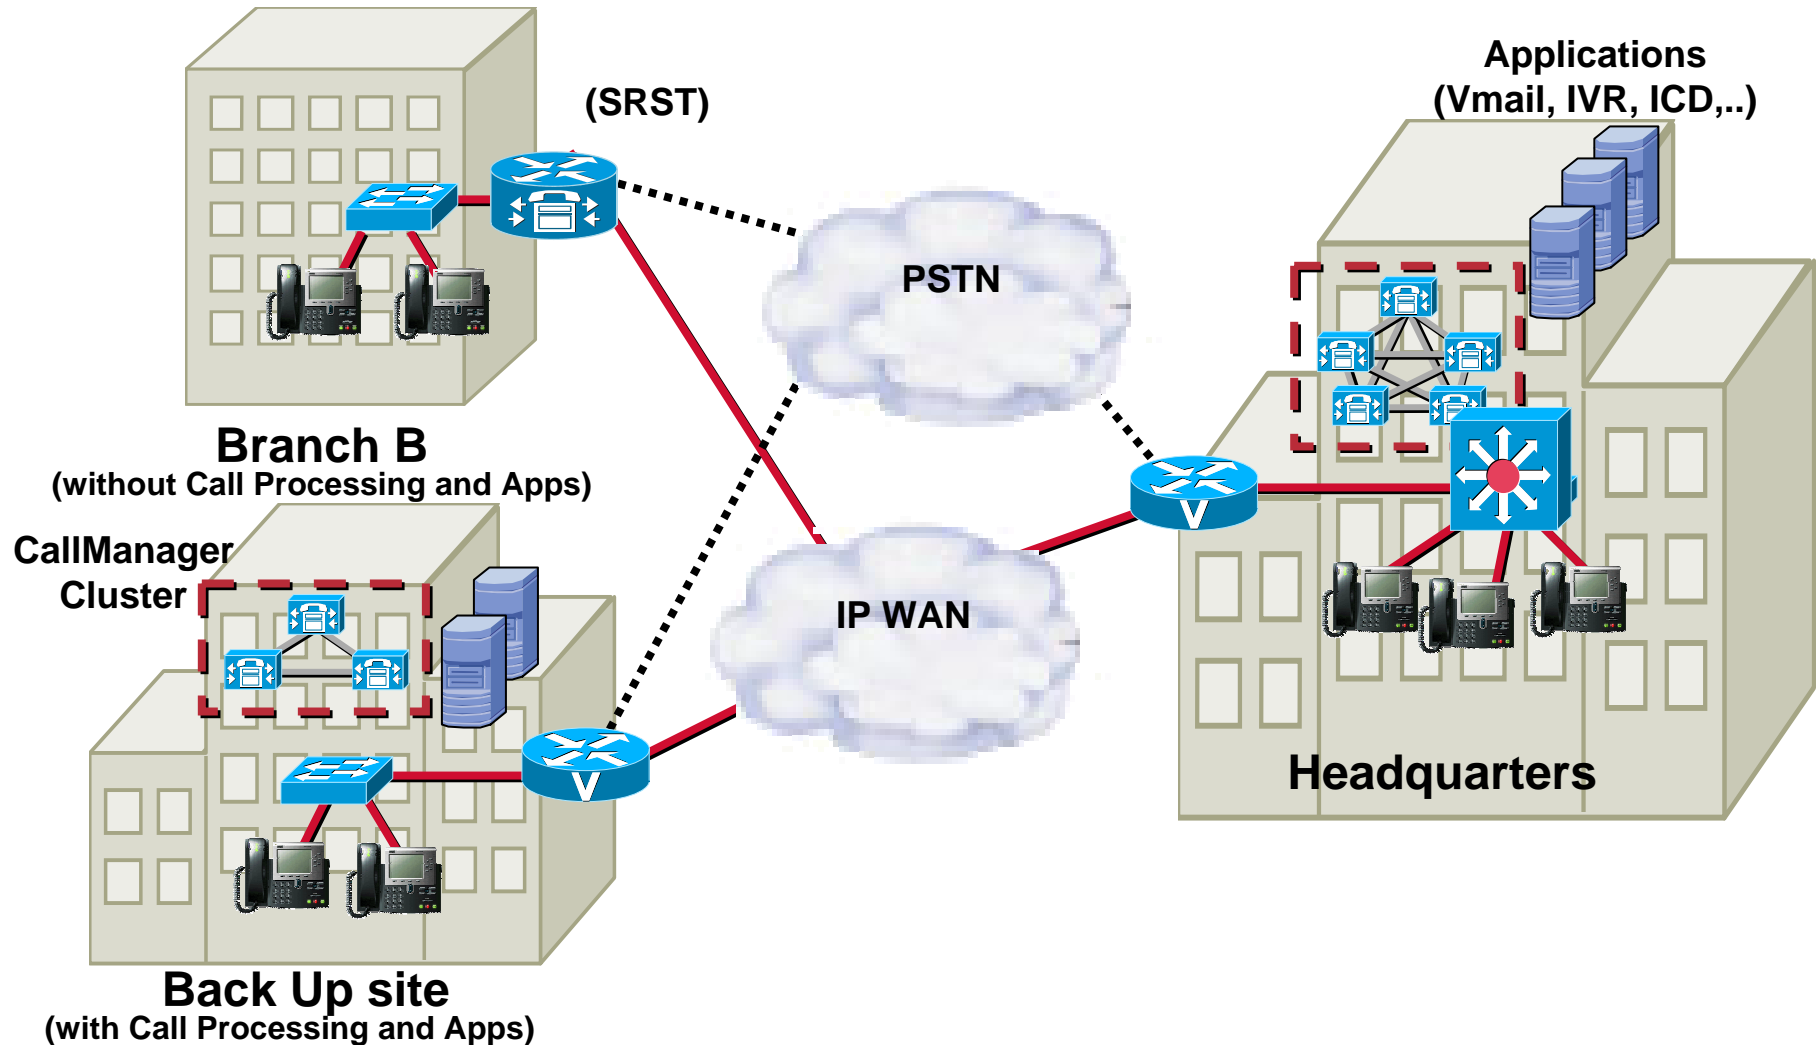 Applications
(Vmail, IVR, ICD,..)
(SRST)
PSTN
Branch B
(without Call Processing and Apps)
CallManager
Cluster
IP WAN
V
V
Headquarters
Back Up site
(with Call Processing and Apps)